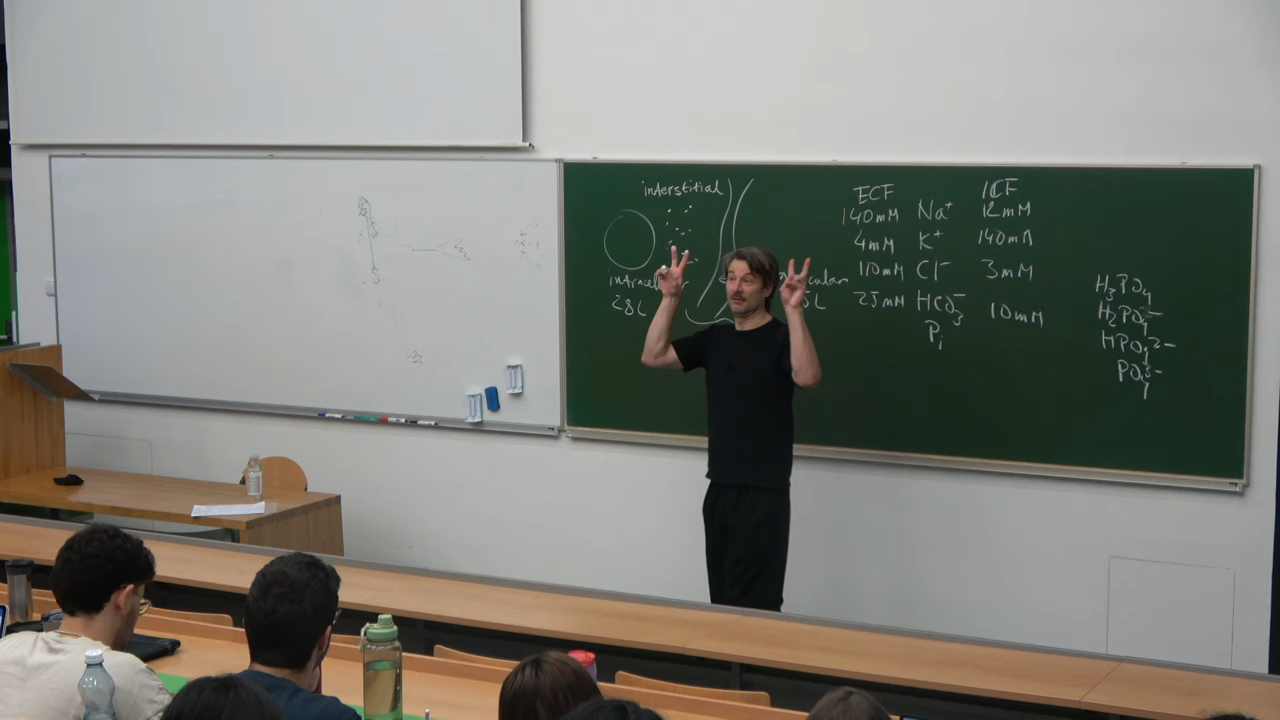 interstitial
28L
ECF ICF
140mM Na⁺ 12mM
4mM K⁺ 140mM
110mM Cl⁻ 3mM
25mM HCO₃⁻ 10mM
Pᵢ
H₃PO₄
H₂PO₄⁻
HPO₄²⁻
PO₄³⁻